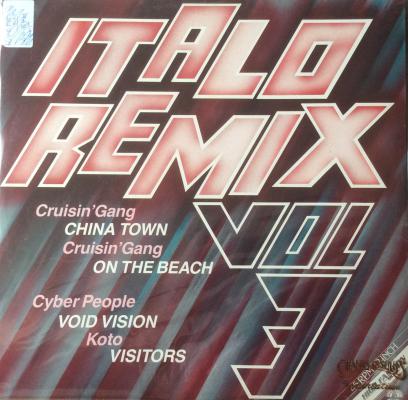 ITALO
REMIX
VOL
3
Cruisin' Gang
CHINA TOWN
Cruisin' Gang
ON THE BEACH
Cyber People
VOID VISION
Koto
VISITORS